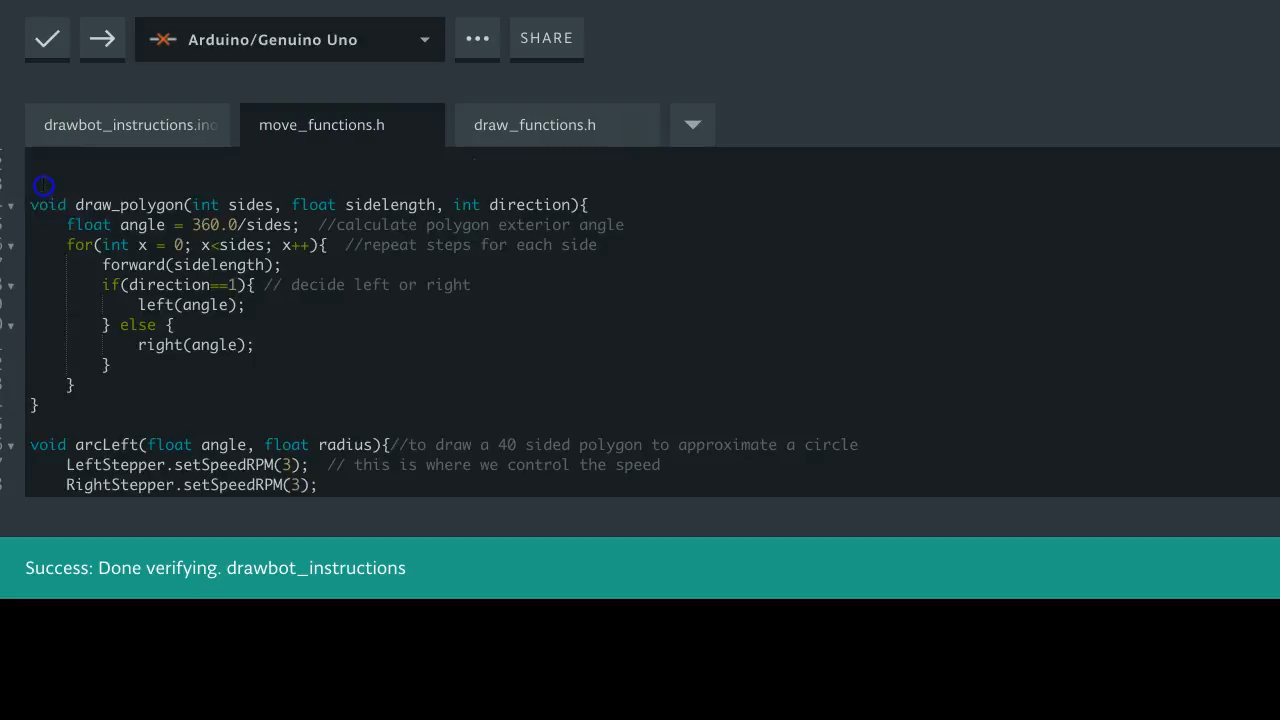 Arduino/Genuino Uno
SHARE
drawbot_instructions.ino
move_functions.h
draw_functions.h
void draw_polygon(int sides, float sidelength, int direction){
float angle = 360.0/sides; //calculate polygon exterior angle
for(int x = 0; x<sides; x++){ //repeat steps for each side
forward(sidelength);
if(direction==1){ // decide left or right
left(angle);
} else {
right(angle);
}
}
}
void arcLeft(float angle, float radius){//to draw a 40 sided polygon to approximate a circle
LeftStepper.setSpeedRPM(3); // this is where we control the speed
RightStepper.setSpeedRPM(3);
Success: Done verifying. drawbot_instructions